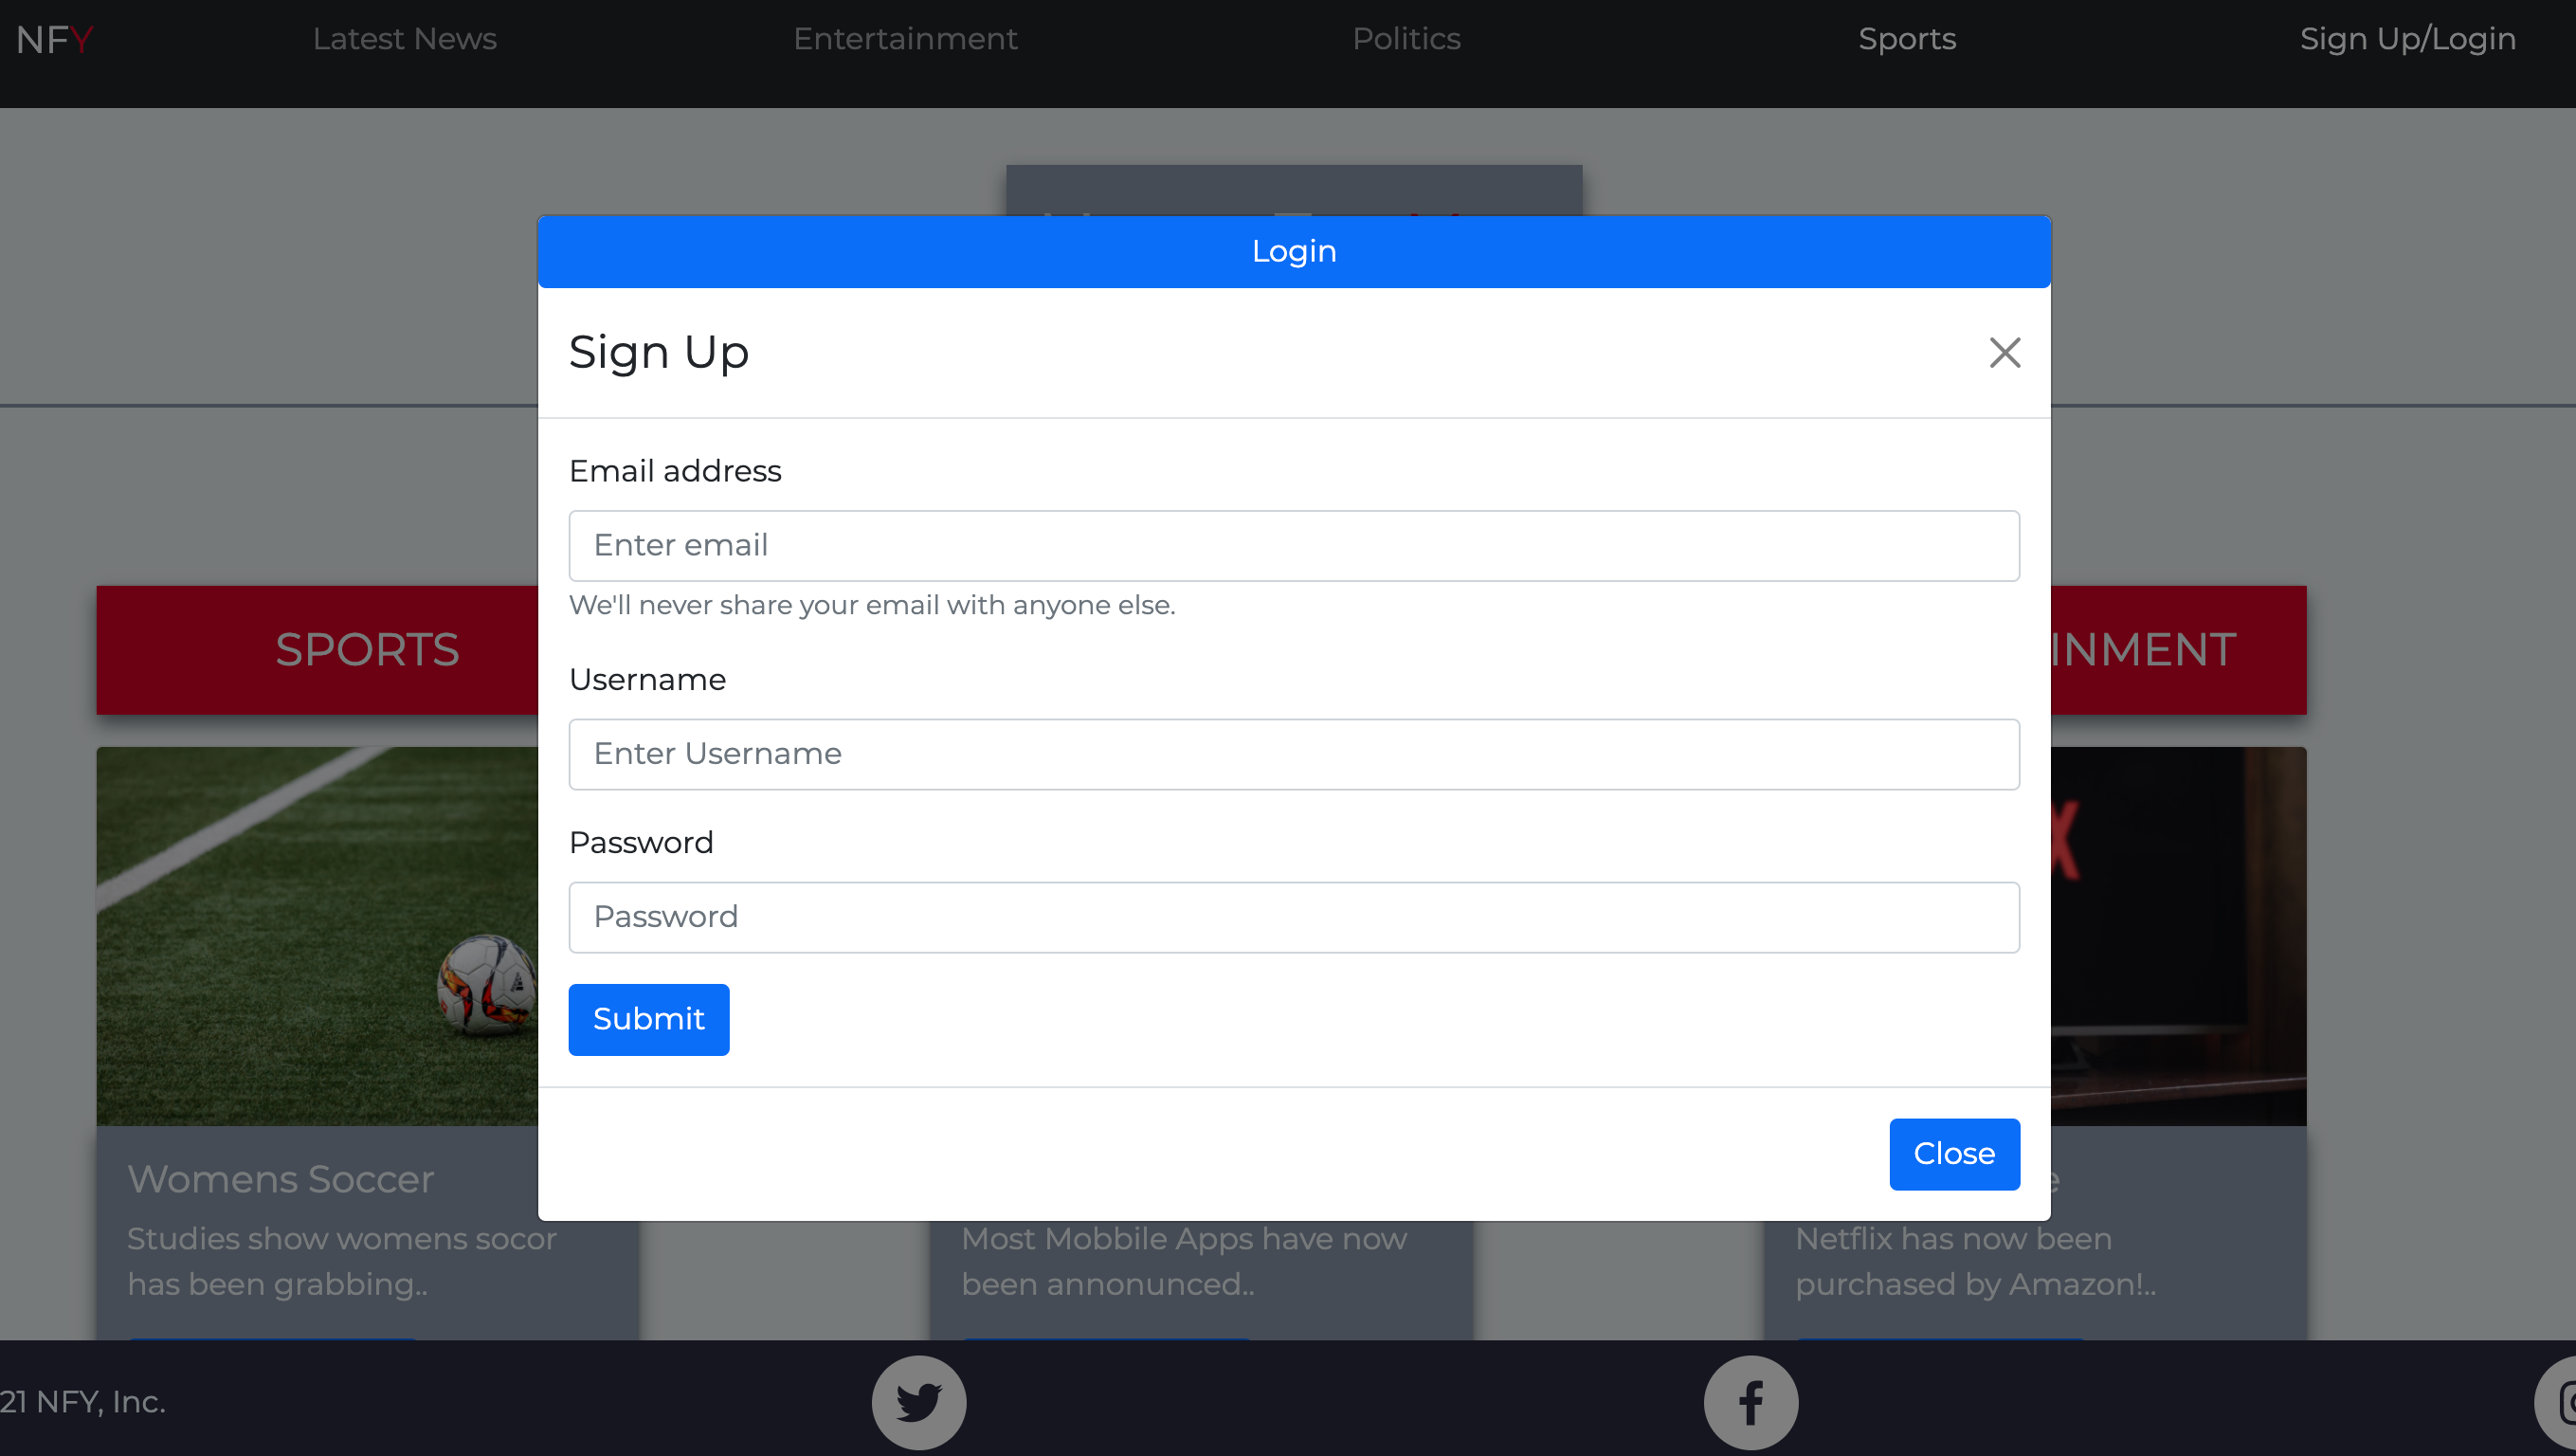 NFY
Latest News
Entertainment
Politics
Sports
Sign Up/Login
Login
Sign Up
Email address
Enter email
We'll never share your email with anyone else.
Username
Enter Username
Password
Password
Submit
Close
SPORTS
INMENT
Womens Soccer
Studies show womens socor
has been grabbing..
Most Mobbile Apps have now
been annonunced..
Netflix has now been
purchased by Amazon!..
21 NFY, Inc.